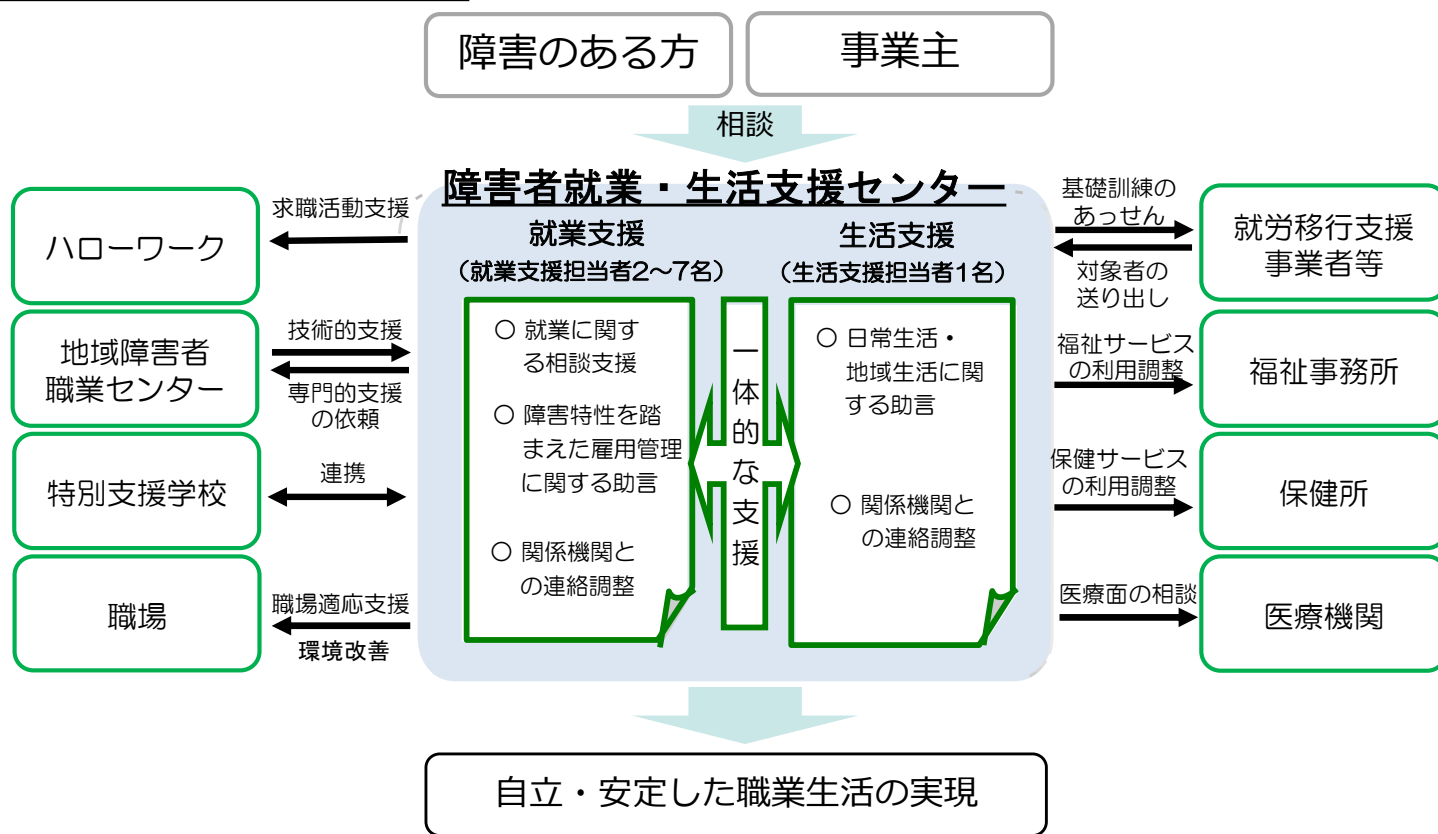 障害のある方
事業主
相談
障害者就業・生活支援センター
就業支援
（就業支援担当者2～7名）
生活支援
（生活支援担当者1名）
○ 就業に関す
る相談支援
○ 障害特性を踏
まえた雇用管理
に関する助言
○ 関係機関と
の連絡調整
一体的な支援
○ 日常生活・
地域生活に関
する助言
○ 関係機関と
の連絡調整
ハローワーク
求職活動支援
地域障害者
職業センター
技術的支援
専門的支援
の依頼
特別支援学校
連携
職場
職場適応支援
環境改善
基礎訓練の
あっせん
対象者の
送り出し
就労移行支援
事業者等
福祉サービス
の利用調整
福祉事務所
保健サービス
の利用調整
保健所
医療面の相談
医療機関
自立・安定した職業生活の実現